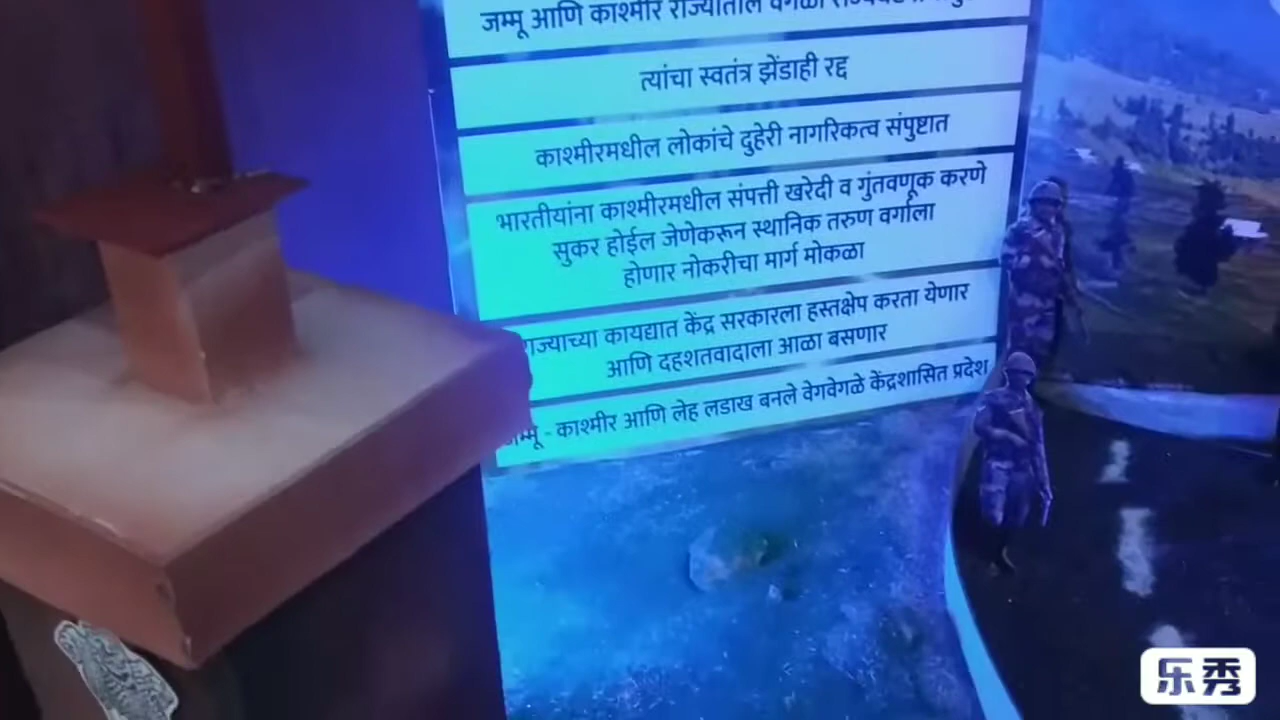 जम्मू आणि काश्मीर राज्यातील वेगळी
त्यांचा स्वतंत्र झेंडाही रद्द
काश्मीरमधील लोकांचे दुहेरी नागरिकत्व संपुष्टात
भारतीयांना काश्मीरमधील संपत्ती खरेदी व गुंतवणूक करणे
सुकर होईल जेणेकरून स्थानिक तरुण वर्गाला
होणार नोकरीचा मार्ग मोकळा
राज्याच्या कायद्यात केंद्र सरकारला हस्तक्षेप करता येणार
आणि दहशतवादाला आळा बसणार
जम्मू - काश्मीर आणि लेह लडाख बनले वेगवेगळे केंद्रशासित प्रदेश
乐秀